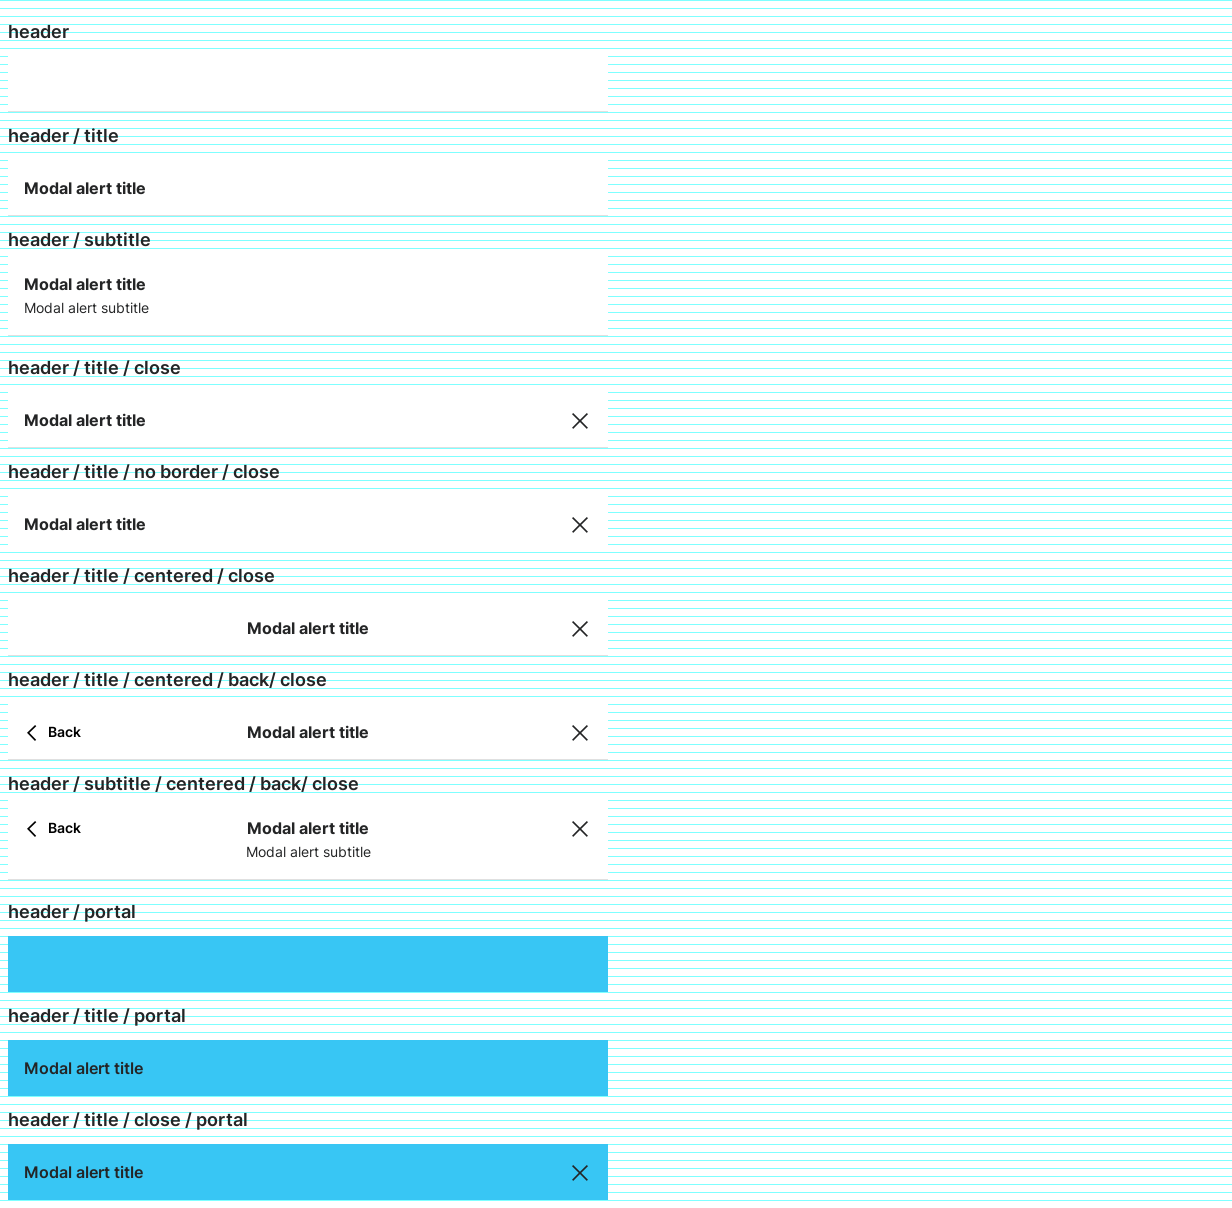 header
header / title
Modal alert title
header / subtitle
Modal alert title
Modal alert subtitle
header / title / close
Modal alert title
header / title / no border / close
Modal alert title
header / title / centered / close
Modal alert title
header / title / centered / back/ close
Back Modal alert title
header / subtitle / centered / back/ close
Back Modal alert title
Modal alert subtitle
header / portal
header / title / portal
Modal alert title
header / title / close / portal
Modal alert title